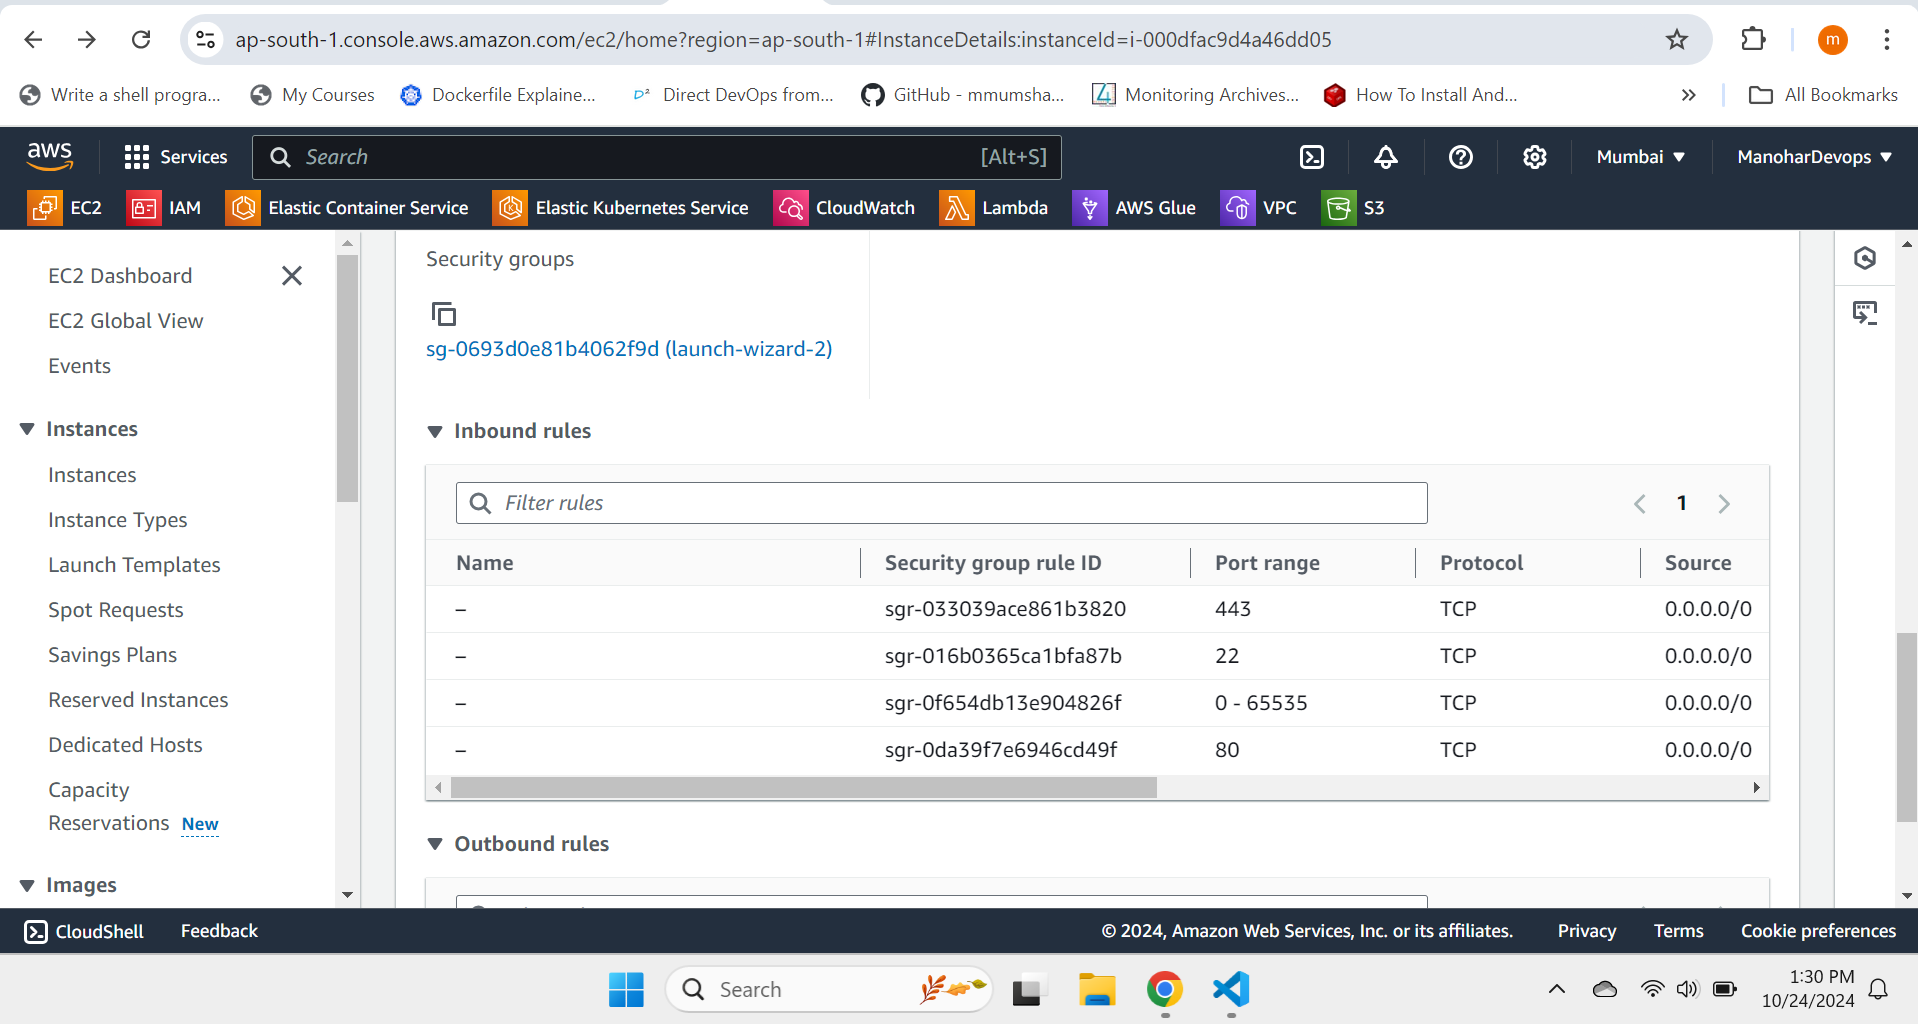 ap-south-1.console.aws.amazon.com/ec2/home?region=ap-south-1#InstanceDetails:instanceId=i-000dfac9d4a46dd05
m
Write a shell progra...
My Courses
Dockerfile Explaine...
D²
Direct DevOps from...
GitHub - mmumsha...
Monitoring Archives...
How To Install And...
»
All Bookmarks
aws
Services
Search
[Alt+S]
Mumbai
ManoharDevops
EC2
IAM
Elastic Container Service
Elastic Kubernetes Service
CloudWatch
Lambda
AWS Glue
VPC
S3
EC2 Dashboard
EC2 Global View
Events
Instances
Instances
Instance Types
Launch Templates
Spot Requests
Savings Plans
Reserved Instances
Dedicated Hosts
Capacity
Reservations New
Images
Security groups
sg-0693d0e81b4062f9d (launch-wizard-2)
Inbound rules
Filter rules
1
Name Security group rule ID Port range Protocol Source
– sgr-033039ace861b3820 443 TCP 0.0.0.0/0
– sgr-016b0365ca1bfa87b 22 TCP 0.0.0.0/0
– sgr-0f654db13e904826f 0 - 65535 TCP 0.0.0.0/0
– sgr-0da39f7e6946cd49f 80 TCP 0.0.0.0/0
Outbound rules
CloudShell
Feedback
© 2024, Amazon Web Services, Inc. or its affiliates.
Privacy
Terms
Cookie preferences
Search
1:30 PM
10/24/2024